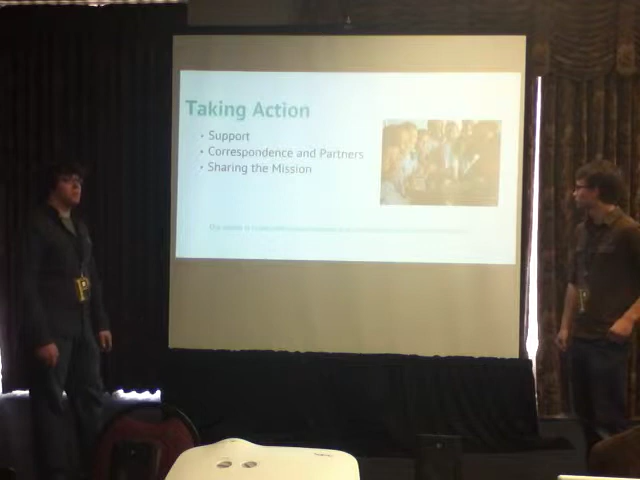 Taking Action
• Support
• Correspondence and Partners
• Sharing the Mission